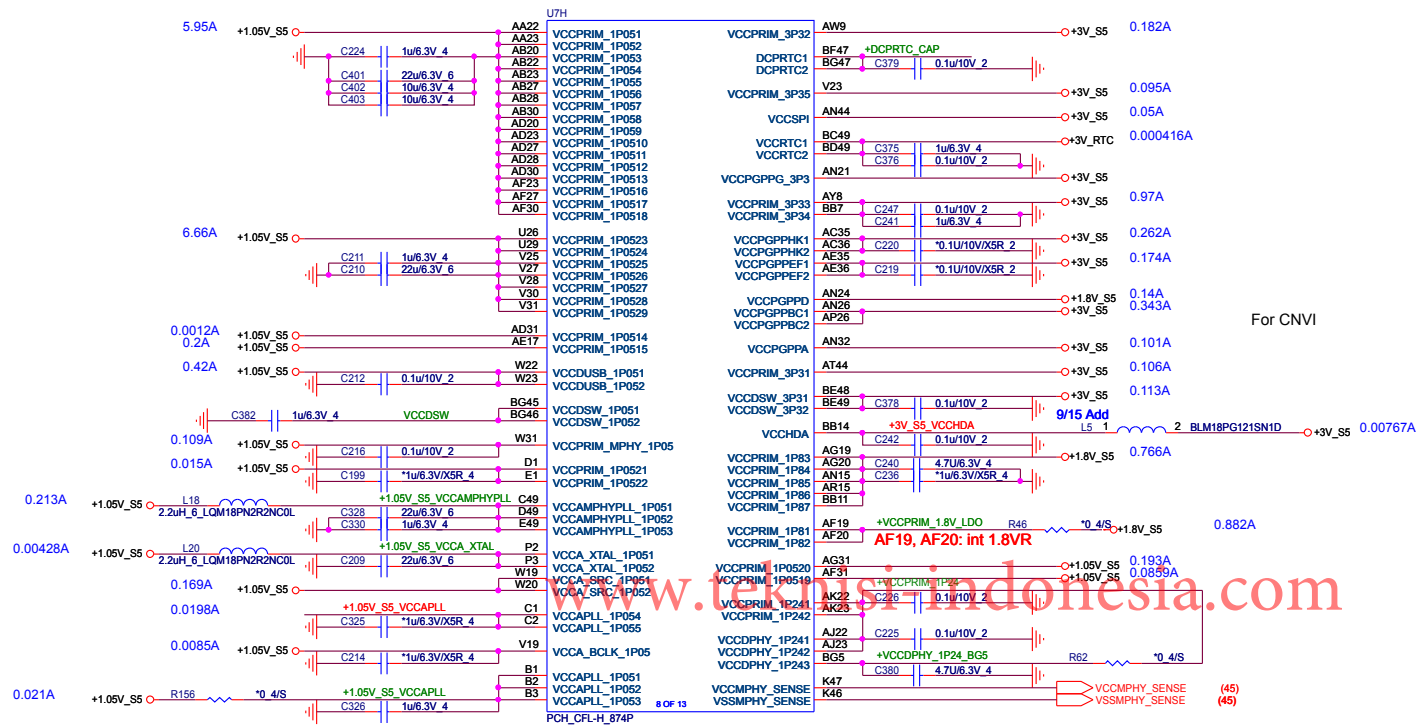 U7H
5.95A +1.05V_S5 AA22 VCCPRIM_1P051
AA23 VCCPRIM_1P052
C224 1u/6.3V_4 AB20 VCCPRIM_1P053
AB22 VCCPRIM_1P054
C401 22u/6.3V_6 AB23 VCCPRIM_1P055
C402 10u/6.3V_4 AB27 VCCPRIM_1P056
C403 10u/6.3V_4 AB28 VCCPRIM_1P057
AB30 VCCPRIM_1P058
AD20 VCCPRIM_1P059
AD23 VCCPRIM_1P0510
AD27 VCCPRIM_1P0511
AD28 VCCPRIM_1P0512
AD30 VCCPRIM_1P0513
AF23 VCCPRIM_1P0516
AF27 VCCPRIM_1P0517
AF30 VCCPRIM_1P0518
6.66A +1.05V_S5 U26 VCCPRIM_1P0523
U29 VCCPRIM_1P0524
C211 1u/6.3V_4 V25 VCCPRIM_1P0525
C210 22u/6.3V_6 V27 VCCPRIM_1P0526
V28 VCCPRIM_1P0527
V30 VCCPRIM_1P0528
V31 VCCPRIM_1P0529
0.0012A +1.05V_S5 AD31 VCCPRIM_1P0514
0.2A +1.05V_S5 AE17 VCCPRIM_1P0515
0.42A +1.05V_S5 W22 VCCDUSB_1P051
C212 0.1u/10V_2 W23 VCCDUSB_1P052
BG45 VCCDSW_1P051
C382 1u/6.3V_4 VCCDSW BG46 VCCDSW_1P052
0.109A +1.05V_S5 W31 VCCPRIM_MPHY_1P05
C216 0.1u/10V_2
0.015A +1.05V_S5 D1 VCCPRIM_1P0521
C199 *1u/6.3V/X5R_4 E1 VCCPRIM_1P0522
0.213A +1.05V_S5 L18 2.2uH_6_LQM18PN2R2NC0L +1.05V_S5_VCCAMPHYPLL C49 VCCAMPHYPLL_1P051
C328 22u/6.3V_6 D49 VCCAMPHYPLL_1P052
C330 1u/6.3V_4 E49 VCCAMPHYPLL_1P053
0.00428A +1.05V_S5 L20 2.2uH_6_LQM18PN2R2NC0L +1.05V_S5_VCCA_XTAL P2 VCCA_XTAL_1P051
C209 22u/6.3V_6 P3 VCCA_XTAL_1P052
W19 VCCA_SRC_1P051
0.169A +1.05V_S5 W20 VCCA_SRC_1P052
0.0198A +1.05V_S5_VCCAPLL C1 VCCAPLL_1P054
C325 *1u/6.3V/X5R_4 C2 VCCAPLL_1P055
0.0085A +1.05V_S5 V19 VCCA_BCLK_1P05
C214 *1u/6.3V/X5R_4
B1 VCCAPLL_1P051
0.021A +1.05V_S5 R156 *0_4/S +1.05V_S5_VCCAPLL B2 VCCAPLL_1P052
B3 VCCAPLL_1P053
C326 1u/6.3V_4
8 OF 13
PCH_CFL-H_874P
VCCPRIM_3P32 AW9 +3V_S5 0.182A
DCPRTC1 BF47 +DCPRTC_CAP
DCPRTC2 BG47 C379 0.1u/10V_2
VCCPRIM_3P35 V23 +3V_S5 0.095A
VCCSPI AN44 +3V_S5 0.05A
VCCRTC1 BC49 +3V_RTC 0.000416A
VCCRTC2 BD49 C375 1u/6.3V_4
C376 0.1u/10V_2
VCCPGPPG_3P3 AN21 +3V_S5
VCCPRIM_3P33 AY8 +3V_S5 0.97A
VCCPRIM_3P34 BB7 C247 0.1u/10V_2
C241 1u/6.3V_4
VCCPGPPHK1 AC35 +3V_S5 0.262A
VCCPGPPHK2 AC36 C220 *0.1U/10V/X5R_2
VCCPGPPEF1 AE35 +3V_S5 0.174A
VCCPGPPEF2 AE36 C219 *0.1U/10V/X5R_2
VCCPGPPD AN24 +1.8V_S5 0.14A
VCCPGPPBC1 AN26 +3V_S5 0.343A
VCCPGPPBC2 AP26
For CNVI
VCCPGPPA AN32 +3V_S5 0.101A
VCCPRIM_3P31 AT44 +3V_S5 0.106A
VCCDSW_3P31 BE48 +3V_S5 0.113A
VCCDSW_3P32 BE49 C378 0.1u/10V_2
9/15 Add
VCCHDA BB14 +3V_S5_VCCHDA L5 1 2 BLM18PG121SN1D +3V_S5 0.00767A
C242 0.1u/10V_2
VCCPRIM_1P83 AG19 +1.8V_S5 0.766A
VCCPRIM_1P84 AG20 C240 4.7U/6.3V_4
VCCPRIM_1P85 AN15 C236 *1u/6.3V/X5R_4
VCCPRIM_1P86 AR15
VCCPRIM_1P87 BB11
VCCPRIM_1P81 AF19 +VCCPRIM_1.8V_LDO R46 *0_4/S +1.8V_S5 0.882A
VCCPRIM_1P82 AF20 AF19, AF20: int 1.8VR
VCCPRIM_1P0520 AG31 +1.05V_S5 0.193A
VCCPRIM_1P0519 AF31 +1.05V_S5 0.0859A
+VCCPRIM_1P24
VCCPRIM_1P241 AK22 C226 0.1u/10V_2
VCCPRIM_1P242 AK23
VCCDPHY_1P241 AJ22 C225 0.1u/10V_2
VCCDPHY_1P242 AJ23
VCCDPHY_1P243 BG5 +VCCDPHY_1P24_BG5 R62 *0_4/S
C380 4.7U/6.3V_4
VCCMPHY_SENSE K47 VCCMPHY_SENSE (45)
VSSMPHY_SENSE K46 VSSMPHY_SENSE (45)
www.teknisi-indonesia.com